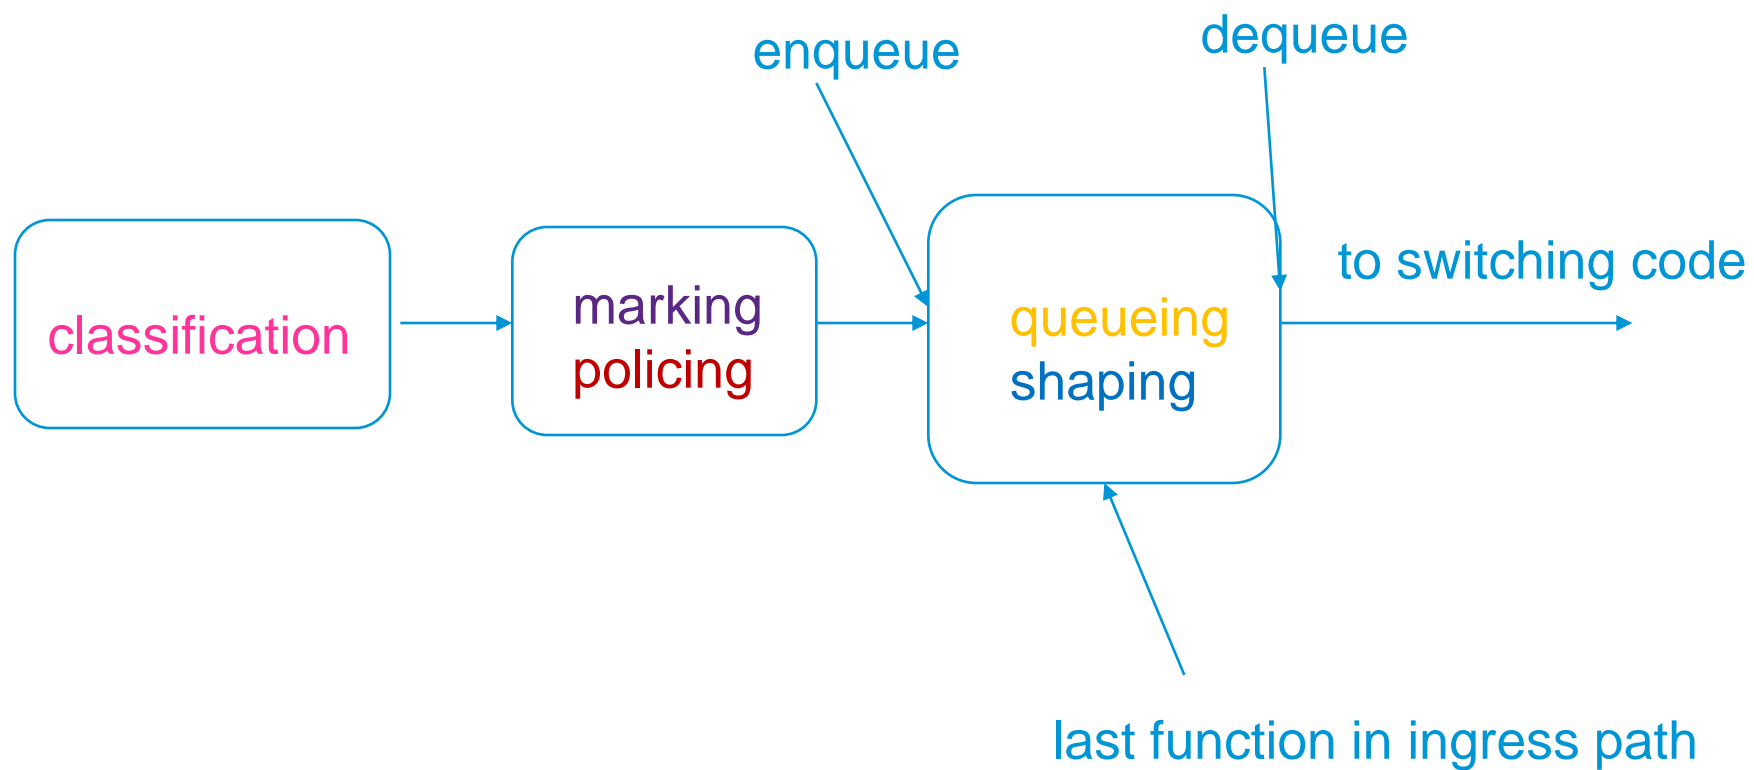 enqueue
dequeue
classification
marking
policing
queueing
shaping
to switching code
last function in ingress path